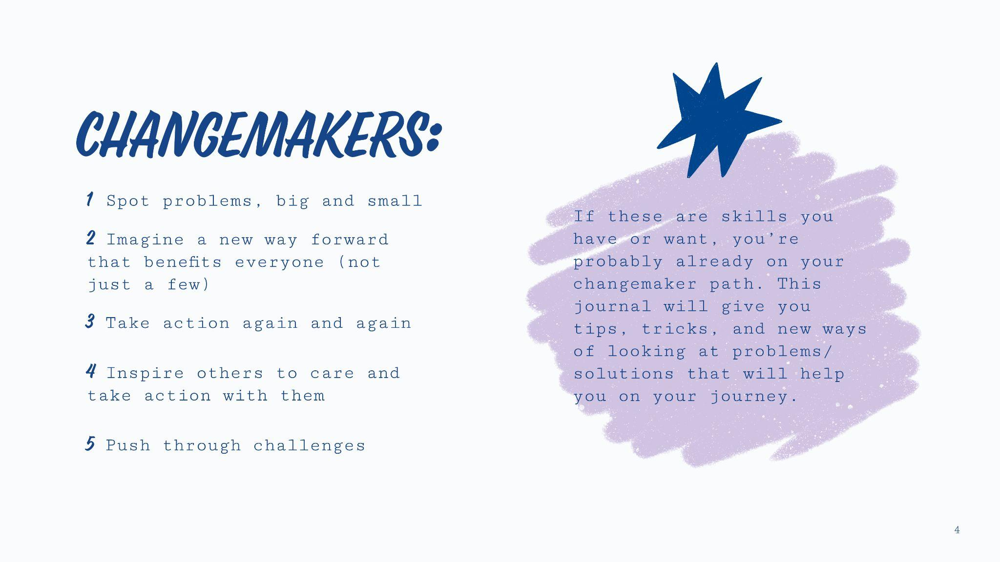 CHANGEMAKERS:
1 Spot problems, big and small
2 Imagine a new way forward
that benefits everyone (not
just a few)
3 Take action again and again
4 Inspire others to care and
take action with them
5 Push through challenges
If these are skills you
have or want, you’re
probably already on your
changemaker path. This
journal will give you
tips, tricks, and new ways
of looking at problems/
solutions that will help
you on your journey.
4